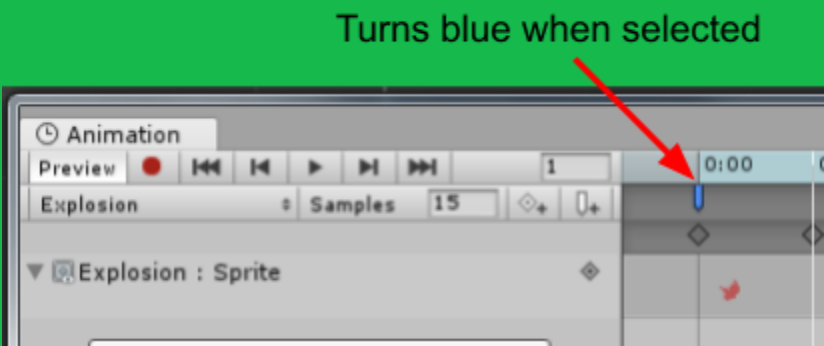 Turns blue when selected
Animation
Preview 1 0:00
Explosion Samples 15
Explosion : Sprite